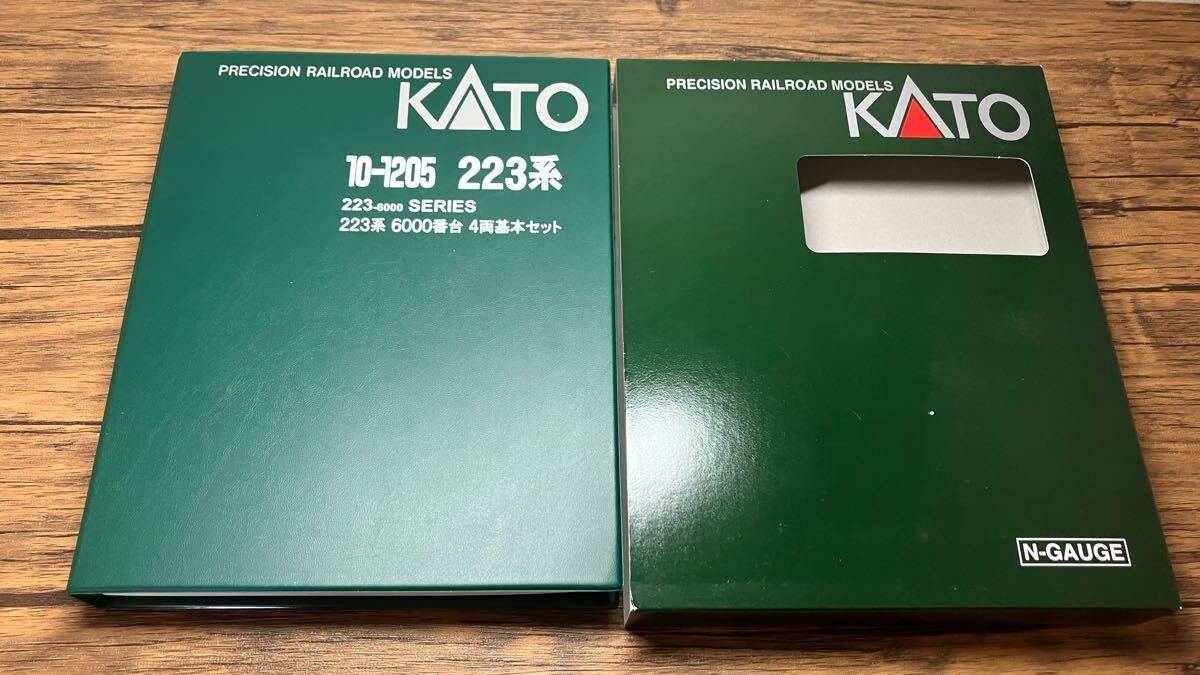 PRECISION RAILROAD MODELS
KATO
10-1205 223系
223-6000 SERIES
223系 6000番台 4両基本セット
PRECISION RAILROAD MODELS
KATO
N-GAUGE